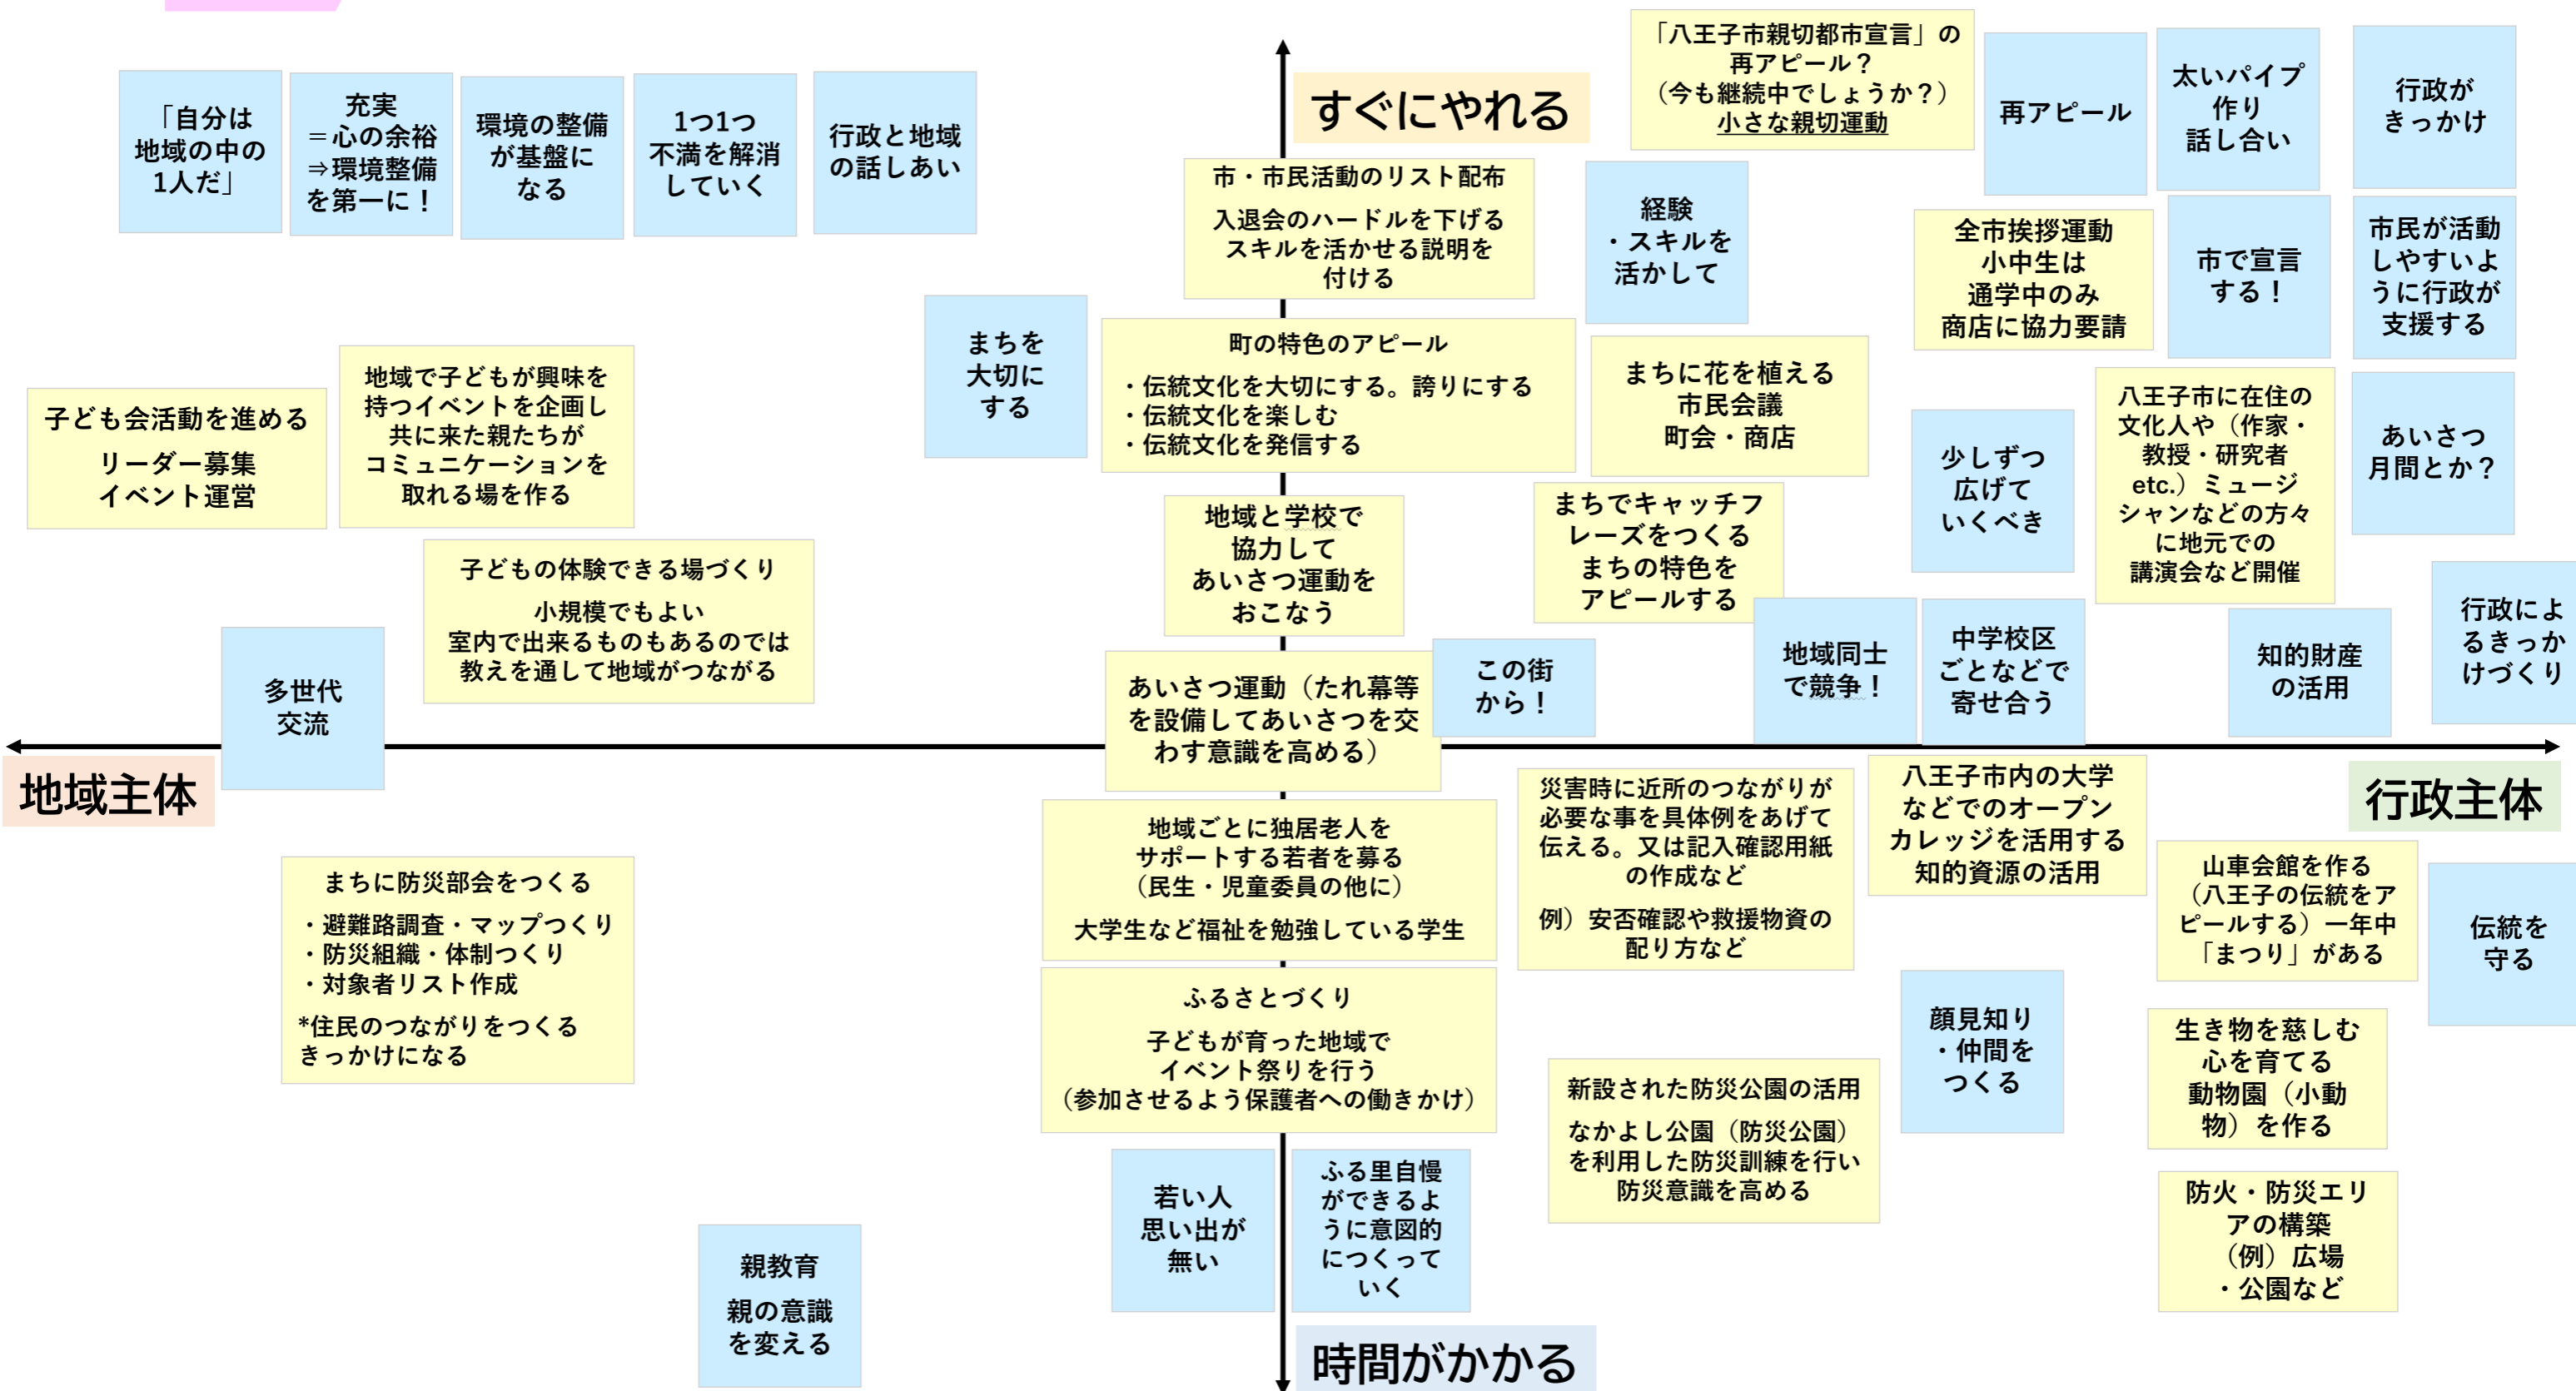 「自分は
地域の中の
1人だ」
充実
＝心の余裕
⇒環境整備
を第一に！
環境の整備
が基盤に
なる
1つ1つ
不満を解消
していく
行政と地域
の話しあい
すぐにやれる
「八王子市親切都市宣言」の
再アピール？
（今も継続中でしょうか？）
小さな親切運動
再アピール
太いパイプ
作り
話し合い
行政が
きっかけ
市・市民活動のリスト配布
入退会のハードルを下げる
スキルを活かせる説明を
付ける
経験
・スキルを
活かして
全市挨拶運動
小中生は
通学中のみ
商店に協力要請
市で宣言
する！
市民が活動
しやすいよ
うに行政が
支援する
まちを
大切に
する
町の特色のアピール
・伝統文化を大切にする。誇りにする
・伝統文化を楽しむ
・伝統文化を発信する
まちに花を植える
市民会議
町会・商店
子ども会活動を進める
リーダー募集
イベント運営
地域で子どもが興味を
持つイベントを企画し
共に来た親たちが
コミュニケーションを
取れる場を作る
少しずつ
広げて
いくべき
八王子市に在住の
文化人や（作家・
教授・研究者
etc.）ミュージ
シャンなどの方々
に地元での
講演会など開催
あいさつ
月間とか？
地域と学校で
協力して
あいさつ運動を
おこなう
まちでキャッチフ
レーズをつくる
まちの特色を
アピールする
子どもの体験できる場づくり
小規模でもよい
室内で出来るものもあるのでは
教えを通して地域がつながる
多世代
交流
あいさつ運動（たれ幕等
を設備してあいさつを交
わす意識を高める）
この街
から！
地域同士
で競争！
中学校区
ごとなどで
寄せ合う
知的財産
の活用
行政によ
るきっか
けづくり
地域主体
行政主体
地域ごとに独居老人を
サポートする若者を募る
（民生・児童委員の他に）
大学生など福祉を勉強している学生
災害時に近所のつながりが
必要な事を具体例をあげて
伝える。又は記入確認用紙
の作成など
例）安否確認や救援物資の
配り方など
八王子市内の大学
などでのオープン
カレッジを活用する
知的資源の活用
山車会館を作る
（八王子の伝統をア
ピールする）一年中
「まつり」がある
伝統を
守る
まちに防災部会をつくる
・避難路調査・マップつくり
・防災組織・体制つくり
・対象者リスト作成
*住民のつながりをつくる
きっかけになる
ふるさとづくり
子どもが育った地域で
イベント祭りを行う
（参加させるよう保護者への働きかけ）
顔見知り
・仲間を
つくる
生き物を慈しむ
心を育てる
動物園（小動
物）を作る
新設された防災公園の活用
なかよし公園（防災公園）
を利用した防災訓練を行い
防災意識を高める
若い人
思い出が
無い
ふる里自慢
ができるよ
うに意図的
につくって
いく
防火・防災エリ
アの構築
（例）広場
・公園など
親教育
親の意識
を変える
時間がかかる